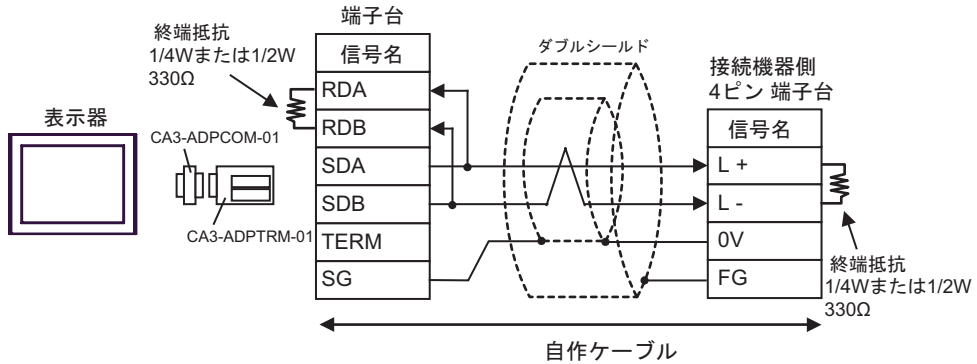 端子台
終端抵抗
1/4Wまたは1/2W
330Ω
信号名
RDA
RDB
SDA
SDB
TERM
SG
表示器
CA3-ADPCOM-01
CA3-ADPTRM-01
ダブルシールド
接続機器側
4ピン 端子台
信号名
L +
L -
0V
FG
終端抵抗
1/4Wまたは1/2W
330Ω
自作ケーブル